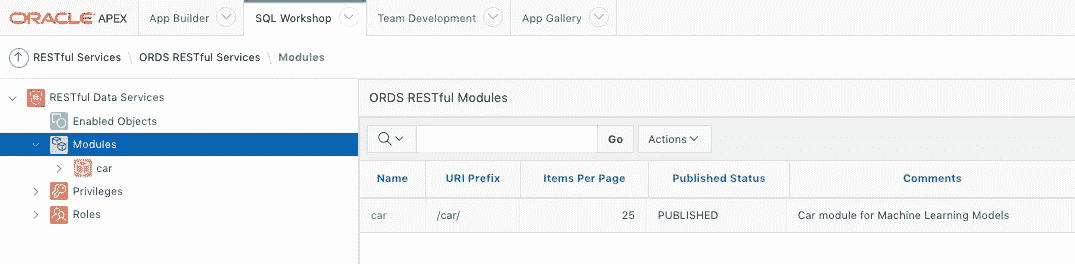 ORACLE APEX App Builder SQL Workshop Team Development App Gallery
RESTful Services \ ORDS RESTful Services \ Modules
RESTful Data Services
Enabled Objects
Modules
car
Privileges
Roles
ORDS RESTful Modules
Go Actions
Name URI Prefix Items Per Page Published Status Comments
car /car/ 25 PUBLISHED Car module for Machine Learning Models